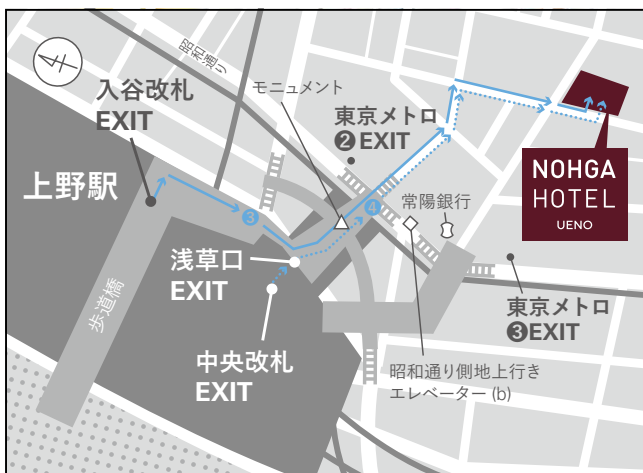 昭和通り
入谷改札
EXIT
モニュメント
東京メトロ
❷EXIT
上野駅
❸
❹
常陽銀行
NOHGA
HOTEL
UENO
浅草口
EXIT
歩道橋
中央改札
EXIT
東京メトロ
❸EXIT
昭和通り側地上行き
エレベーター (b)